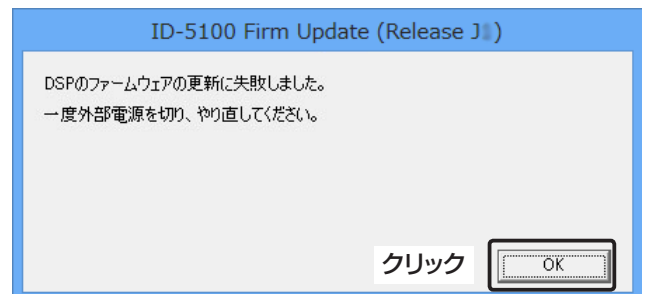 ID-5100 Firm Update (Release J)
DSPのファームウェアの更新に失敗しました。
一度外部電源を切り、やり直してください。
クリック
OK